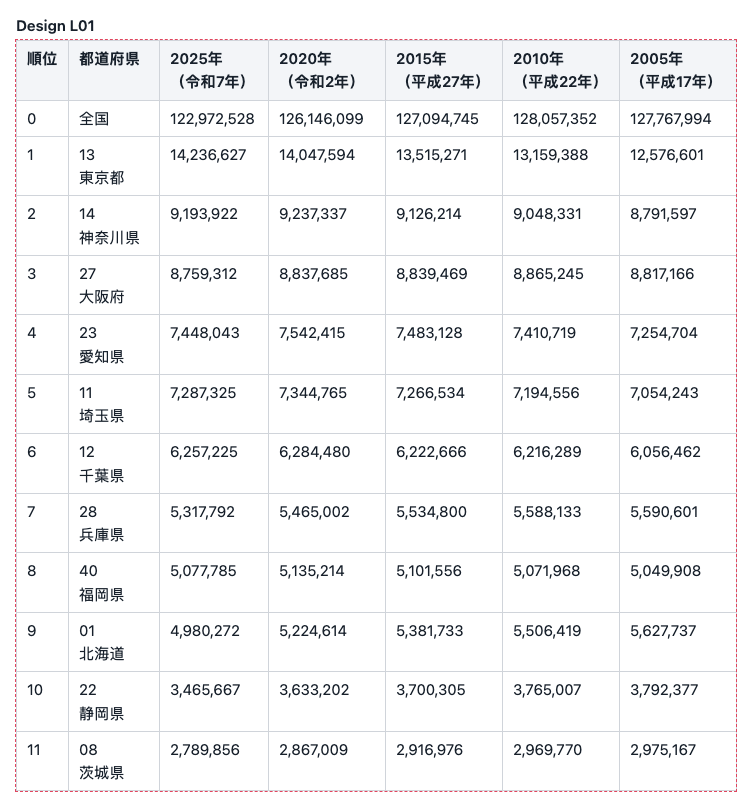 Design L01
順位 都道府県 2025年 2020年 2015年 2010年 2005年
（令和7年） （令和2年） （平成27年） （平成22年） （平成17年）
0 全国 122,972,528 126,146,099 127,094,745 128,057,352 127,767,994
1 13 14,236,627 14,047,594 13,515,271 13,159,388 12,576,601
東京都
2 14 9,193,922 9,237,337 9,126,214 9,048,331 8,791,597
神奈川県
3 27 8,759,312 8,837,685 8,839,469 8,865,245 8,817,166
大阪府
4 23 7,448,043 7,542,415 7,483,128 7,410,719 7,254,704
愛知県
5 11 7,287,325 7,344,765 7,266,534 7,194,556 7,054,243
埼玉県
6 12 6,257,225 6,284,480 6,222,666 6,216,289 6,056,462
千葉県
7 28 5,317,792 5,465,002 5,534,800 5,588,133 5,590,601
兵庫県
8 40 5,077,785 5,135,214 5,101,556 5,071,968 5,049,908
福岡県
9 01 4,980,272 5,224,614 5,381,733 5,506,419 5,627,737
北海道
10 22 3,465,667 3,633,202 3,700,305 3,765,007 3,792,377
静岡県
11 08 2,789,856 2,867,009 2,916,976 2,969,770 2,975,167
茨城県